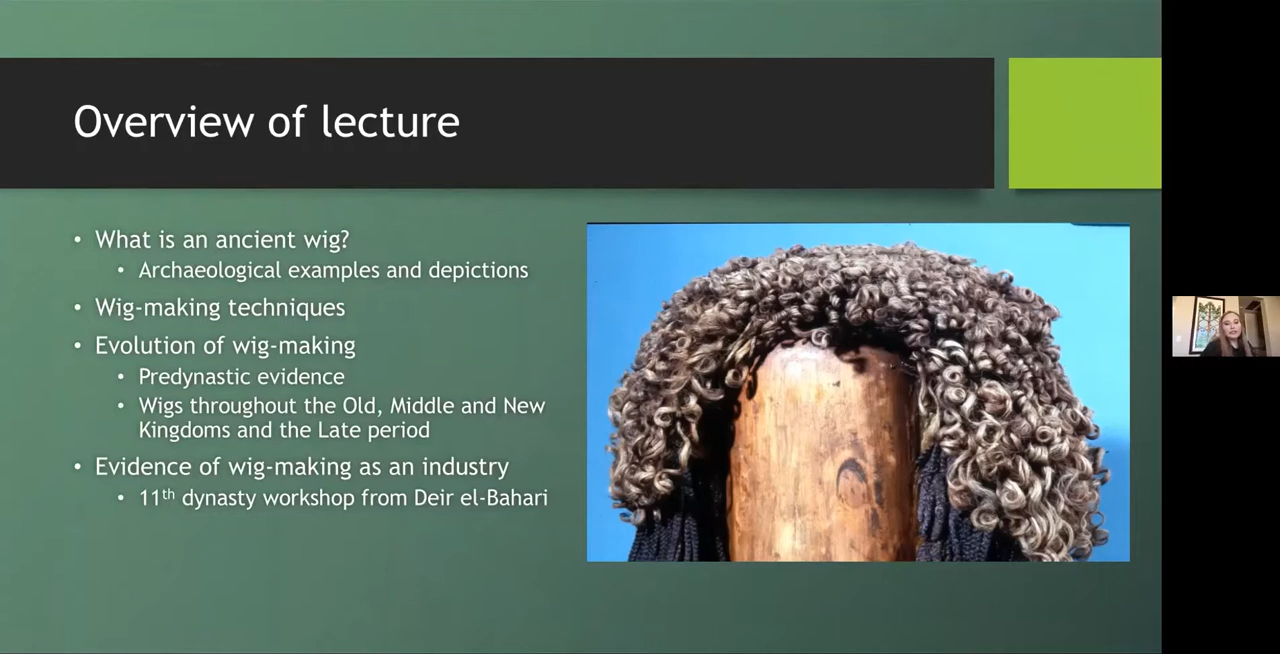 Overview of lecture
• What is an ancient wig?
• Archaeological examples and depictions
• Wig-making techniques
• Evolution of wig-making
• Predynastic evidence
• Wigs throughout the Old, Middle and New
Kingdoms and the Late period
• Evidence of wig-making as an industry
• 11th dynasty workshop from Deir el-Bahari